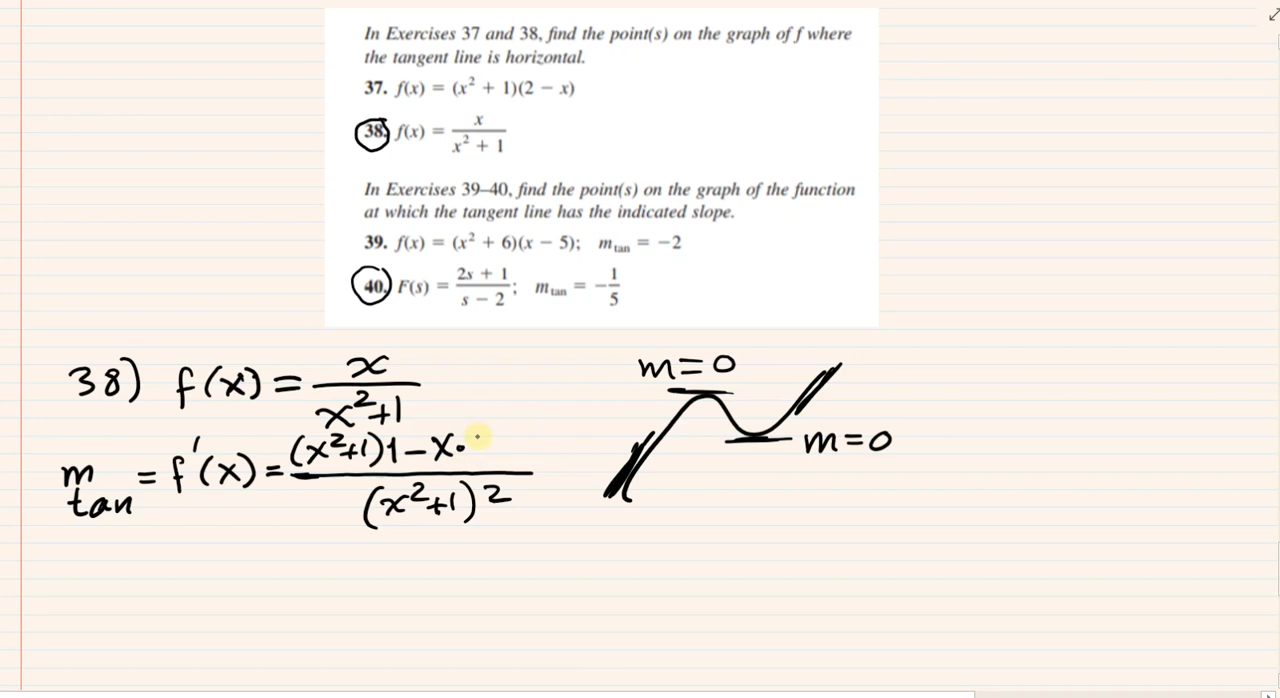 In Exercises 37 and 38, find the point(s) on the graph of f where
the tangent line is horizontal.
37. f(x) = (x² + 1)(2 − x)
38. f(x) = x / (x² + 1)
In Exercises 39–40, find the point(s) on the graph of the function
at which the tangent line has the indicated slope.
39. f(x) = (x² + 6)(x − 5); m_tan = −2
40. F(s) = (2s + 1) / (s − 2); m_tan = −1/5
38) f(x) = x / (x²+1)
m_tan = f'(x) = ((x²+1)1 − x·) / (x²+1)²
m=0
m=0